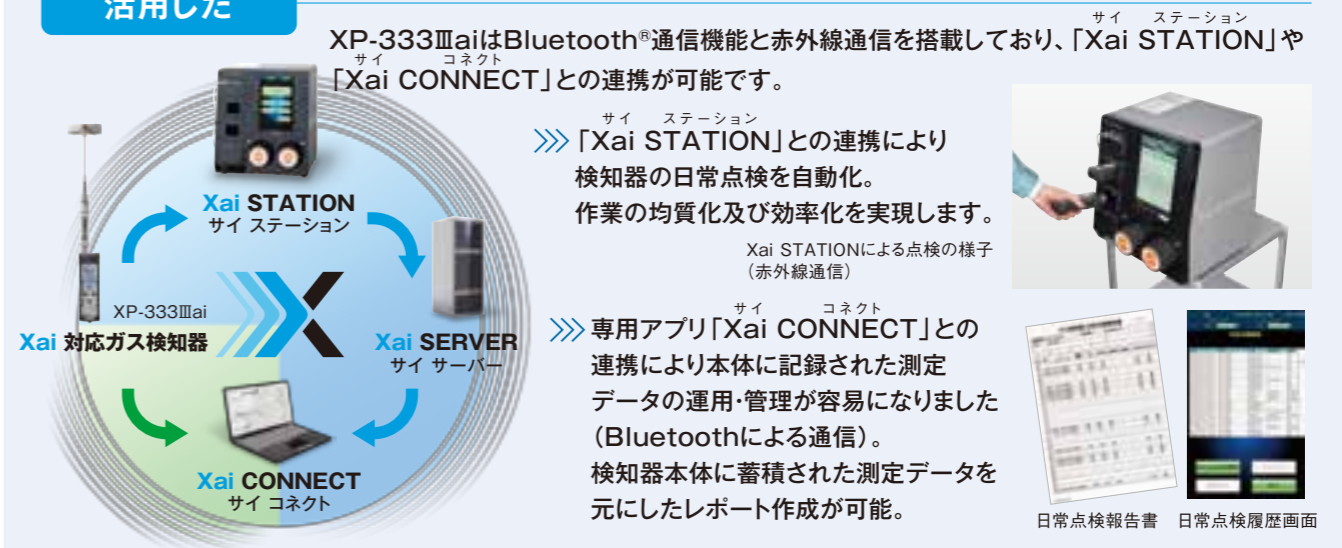 活用した
サイ ステーション
XP-333ⅢaiはBluetooth®通信機能と赤外線通信を搭載しており、「Xai STATION」や
サイ コネクト
「Xai CONNECT」との連携が可能です。
Xai STATION
サイ ステーション
XP-333Ⅲai
Xai 対応ガス検知器
Xai SERVER
サイ サーバー
Xai CONNECT
サイ コネクト
サイ ステーション
「Xai STATION」との連携により
検知器の日常点検を自動化。
作業の均質化及び効率化を実現します。
Xai STATIONによる点検の様子
（赤外線通信）
サイ コネクト
専用アプリ「Xai CONNECT」との
連携により本体に記録された測定
データの運用・管理が容易になりました
（Bluetoothによる通信）。
検知器本体に蓄積された測定データを
元にしたレポート作成が可能。
日常点検報告書 日常点検履歴画面